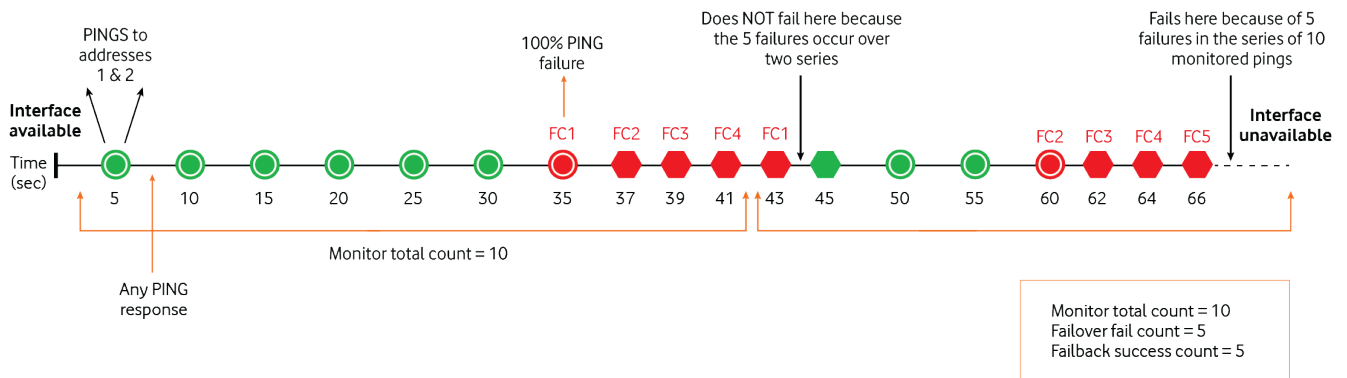 PINGS to
addresses
1 & 2
100% PING
failure
Does NOT fail here because
the 5 failures occur over
two series
Fails here because of 5
failures in the series of 10
monitored pings
Interface
available
Interface
unavailable
FC1 FC2 FC3 FC4 FC1 FC2 FC3 FC4 FC5
Time
(sec)
5 10 15 20 25 30 35 37 39 41 43 45 50 55 60 62 64 66
Monitor total count = 10
Any PING
response
Monitor total count = 10
Failover fail count = 5
Failback success count = 5